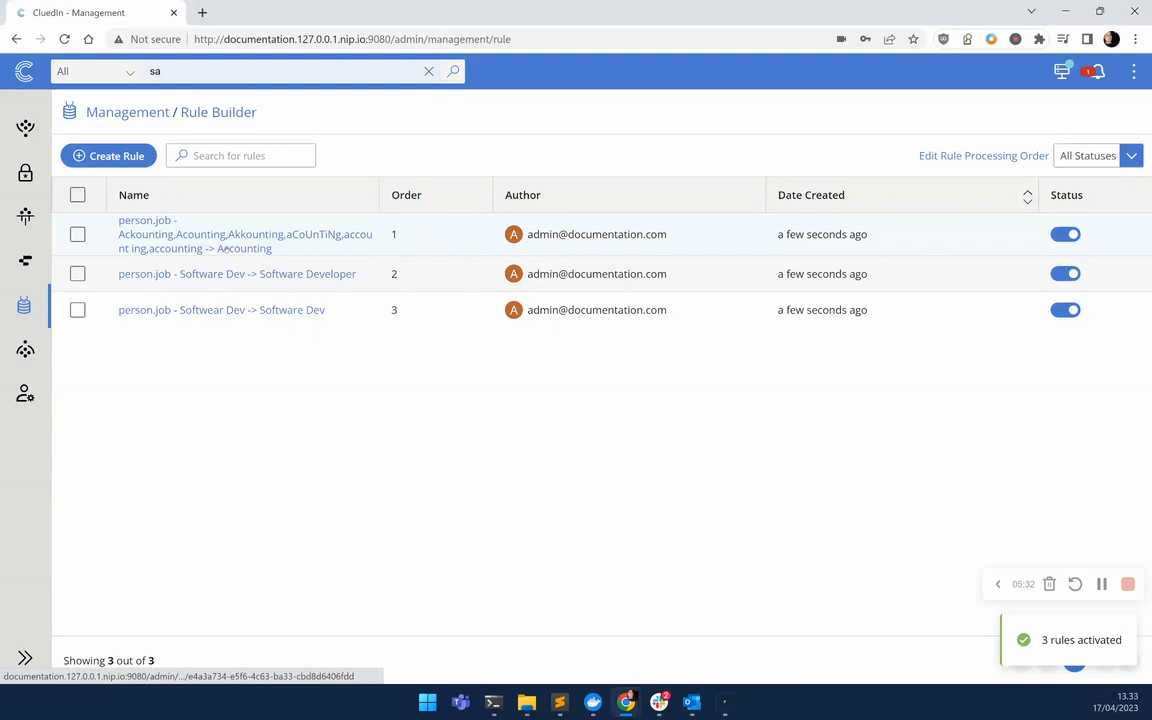 CluedIn - Management
Not secure
http://documentation.127.0.0.1.nip.io:9080/admin/management/rule
All
sa
1
Management / Rule Builder
Create Rule
Search for rules
Edit Rule Processing Order
All Statuses
Name
Order
Author
Date Created
Status
person.job -
Ackounting,Acounting,Akkounting,aCoUnTiNg,accou
nt ing,accounting -> Accounting
1
A
admin@documentation.com
a few seconds ago
person.job - Software Dev -> Software Developer
2
A
admin@documentation.com
a few seconds ago
person.job - Softwear Dev -> Software Dev
3
A
admin@documentation.com
a few seconds ago
05:32
3 rules activated
Showing 3 out of 3
documentation.127.0.0.1.nip.io:9080/admin/.../e4a3a734-e5f6-4c63-ba33-cbd8d6406fdd
2
13.33
17/04/2023